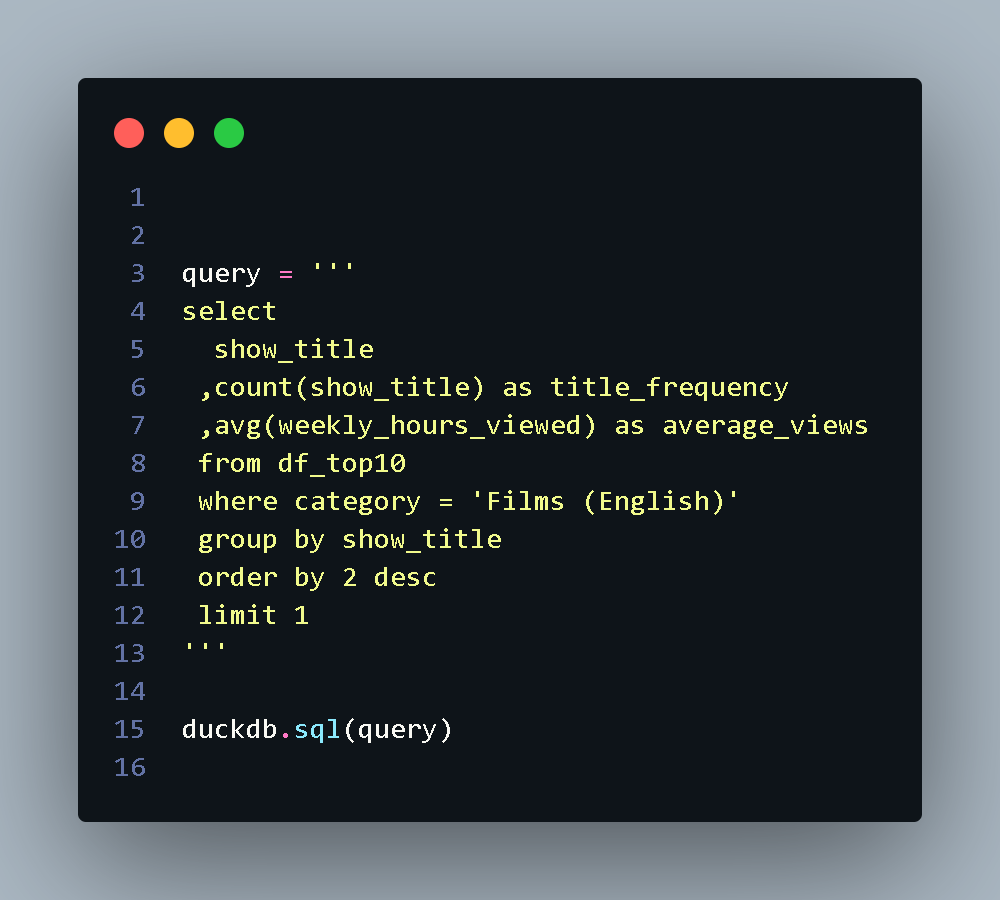 1
2
3 query = '''
4 select
5   show_title
6  ,count(show_title) as title_frequency
7  ,avg(weekly_hours_viewed) as average_views
8  from df_top10
9  where category = 'Films (English)'
10  group by show_title
11  order by 2 desc
12  limit 1
13 '''
14
15 duckdb.sql(query)
16